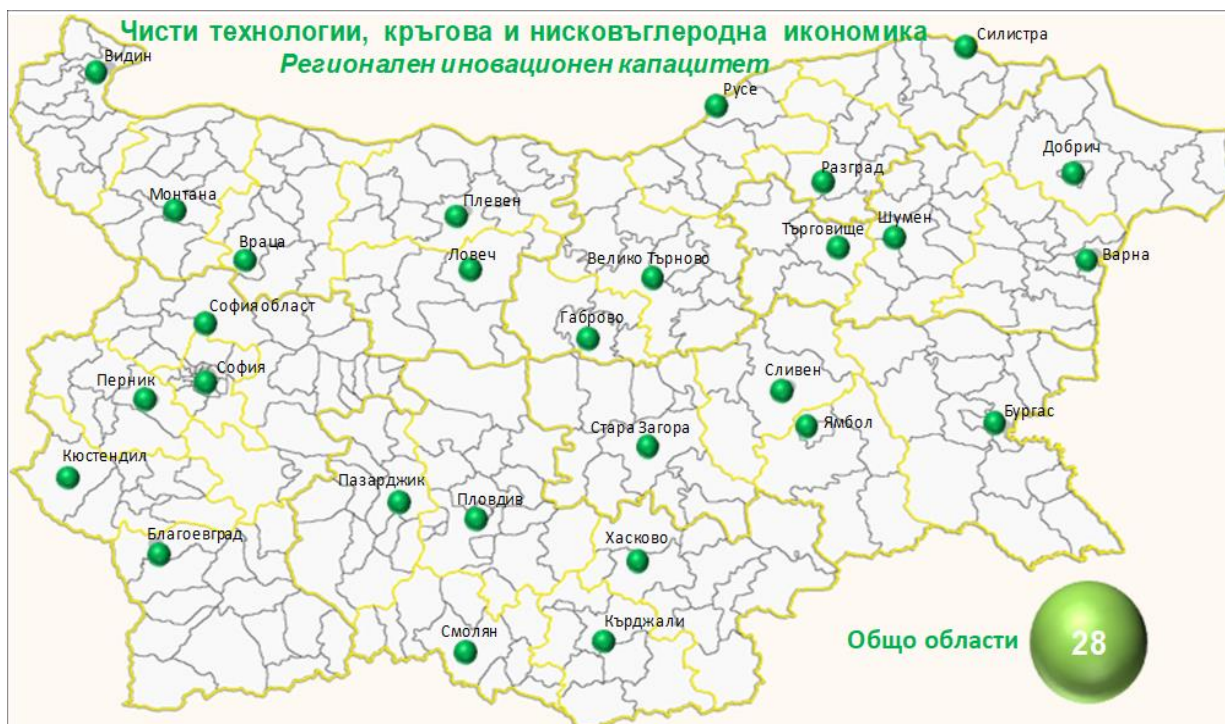 Чисти технологии, кръгова и нисковъглеродна икономика
Регионален иновационен капацитет
Силистра
Видин
Русе
Добрич
Разград
Монтана
Плевен
Шумен
Търговище
Враца
Ловеч
Велико Търново
Варна
София област
Габрово
София
Сливен
Перник
Бургас
Стара Загора
Ямбол
Кюстендил
Пазарджик
Пловдив
Благоевград
Хасково
Кърджали
Смолян
Общо области
28